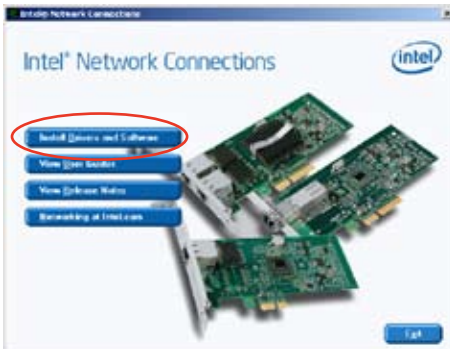 Intel® Network Connections
Intel® Network Connections
intel
Install Drivers and Software
View User Guides
View Release Notes
Networking at Intel.com
Exit